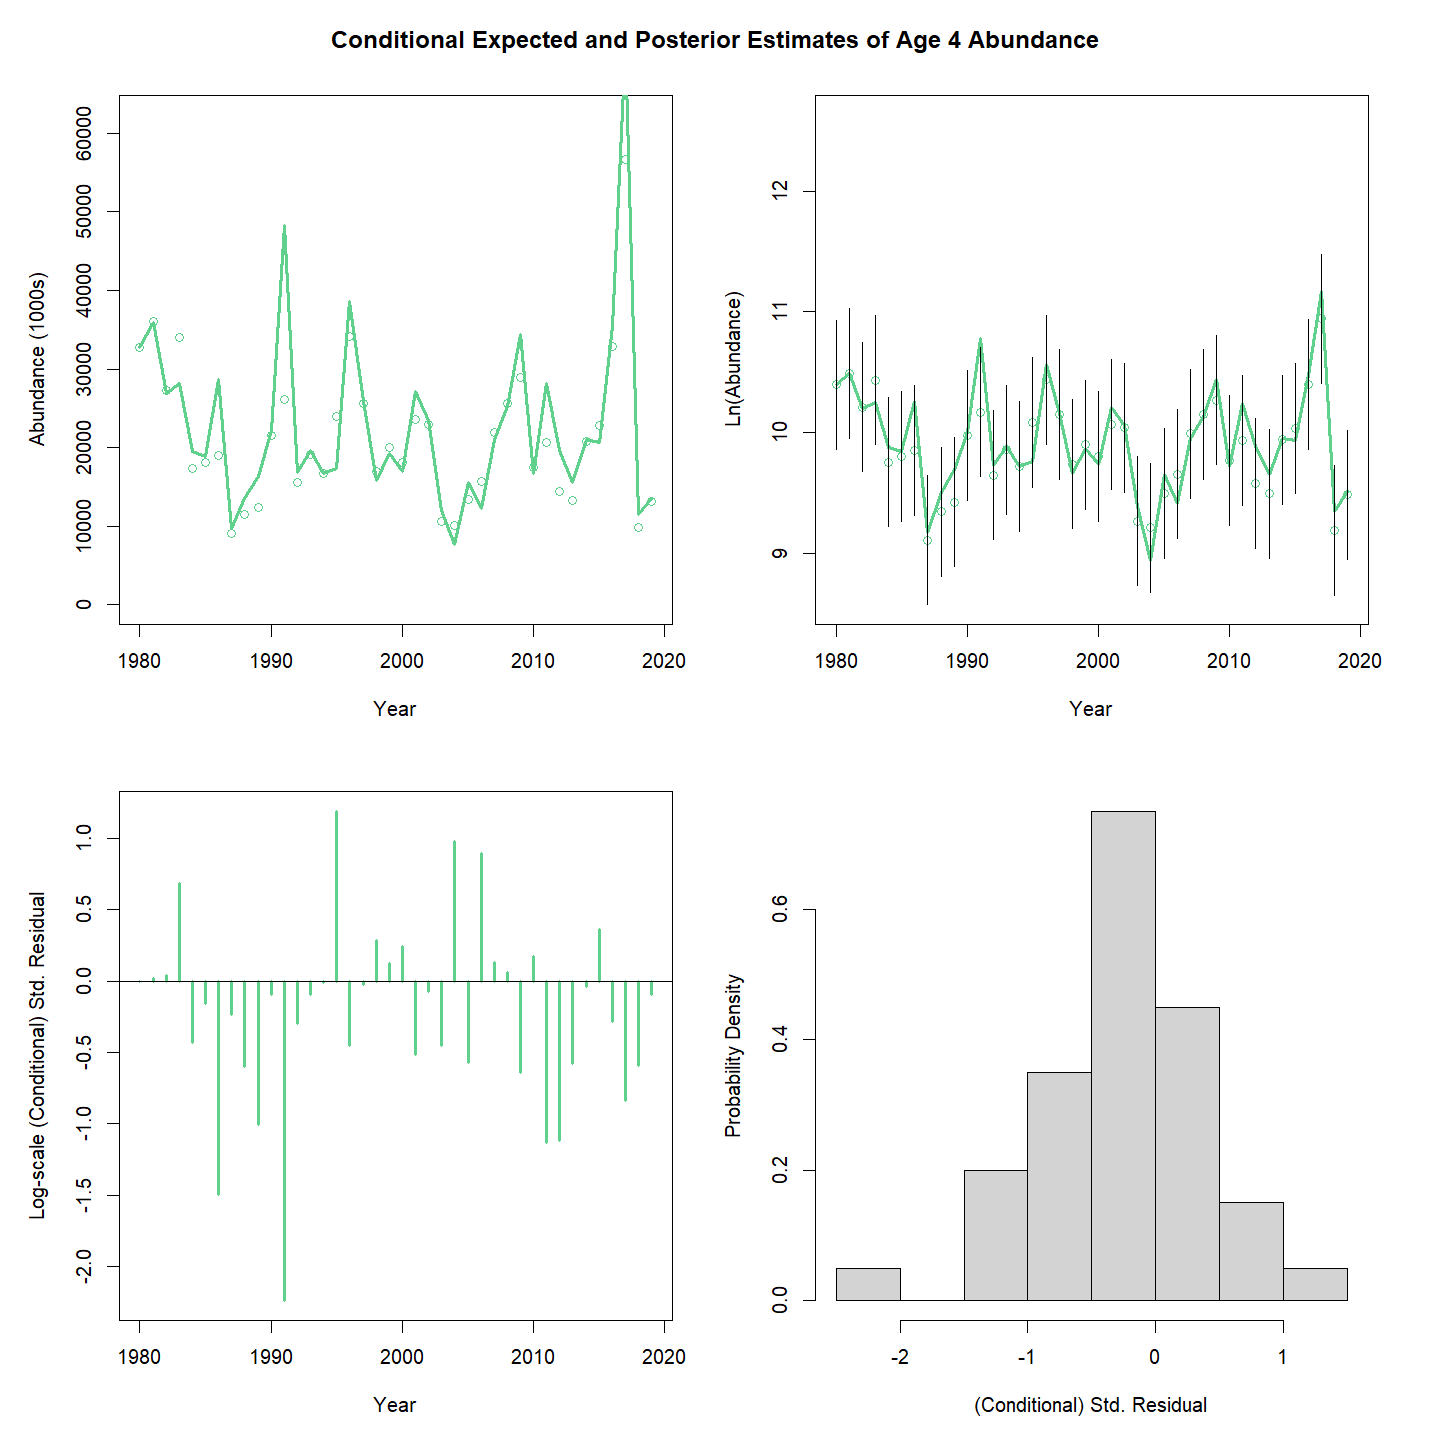 Conditional Expected and Posterior Estimates of Age 4 Abundance
Abundance (1000s)
60000
50000
40000
30000
20000
10000
0
1980 1990 2000 2010 2020
Year
Ln(Abundance)
12
11
10
9
1980 1990 2000 2010 2020
Year
Log-scale (Conditional) Std. Residual
1.0
0.5
0.0
-0.5
-1.0
-1.5
-2.0
1980 1990 2000 2010 2020
Year
Probability Density
0.6
0.4
0.2
0.0
-2 -1 0 1
(Conditional) Std. Residual